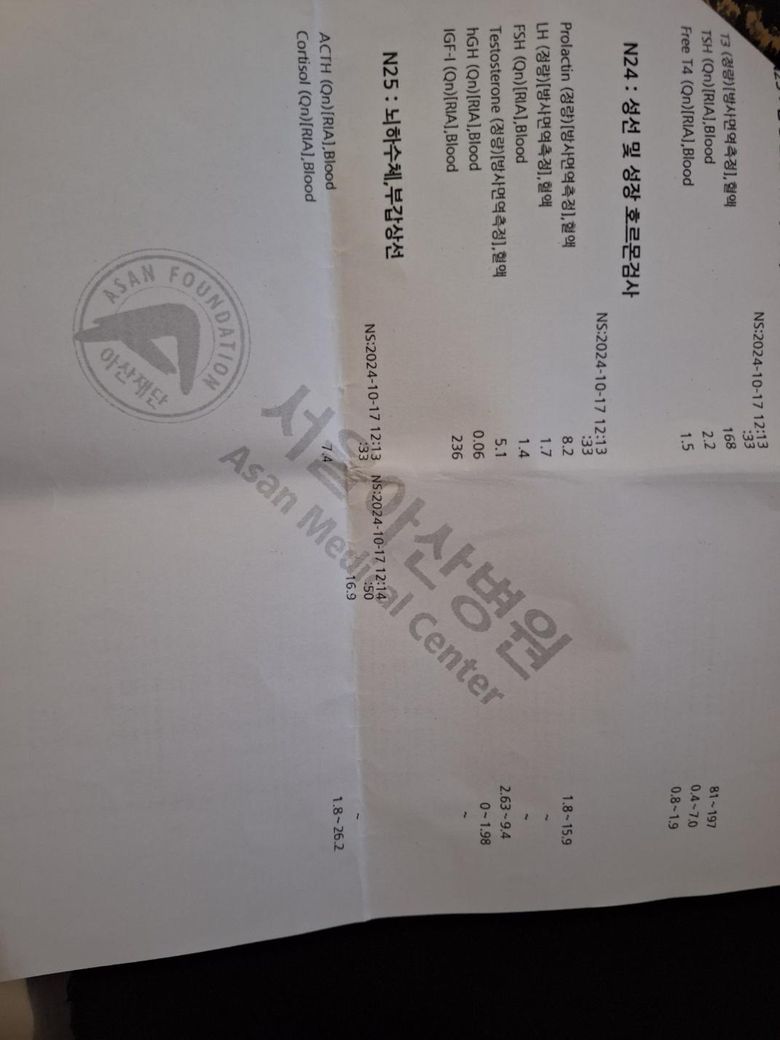 NS:2024-10-17 12:13
:33
T3 (정량)[방사면역측정],혈액 168 81~197
TSH (Qn)[RIA],Blood 2.2 0.4~7.0
Free T4 (Qn)[RIA],Blood 1.5 0.8~1.9
N24 : 성선 및 성장 호르몬검사
NS:2024-10-17 12:13
:33
Prolactin (정량)[방사면역측정],혈액 8.2 1.8~15.9
LH (정량)[방사면역측정],혈액 1.7 ~
FSH (Qn)[RIA],Blood 1.4 ~
Testosterone (정량)[방사면역측정],혈액 5.1 2.63~9.4
hGH (Qn)[RIA],Blood 0.06 0~1.98
IGF-I (Qn)[RIA],Blood 236 ~
N25 : 뇌하수체,부갑상선
NS:2024-10-17 12:13 NS:2024-10-17 12:14
:33 :50
ACTH (Qn)[RIA],Blood 16.9 ~
Cortisol (Qn)[RIA],Blood 7.4 1.8~26.2
서울아산병원
Asan Medical Center
ASAN FOUNDATION
아산재단